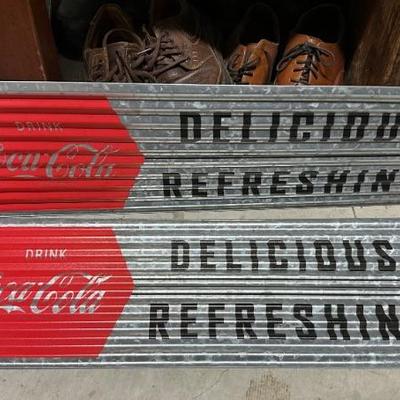 DRINK
Coca-Cola
DELICIOU
REFRESHIN
DRINK
Coca-Cola
DELICIOUS
REFRESHIN